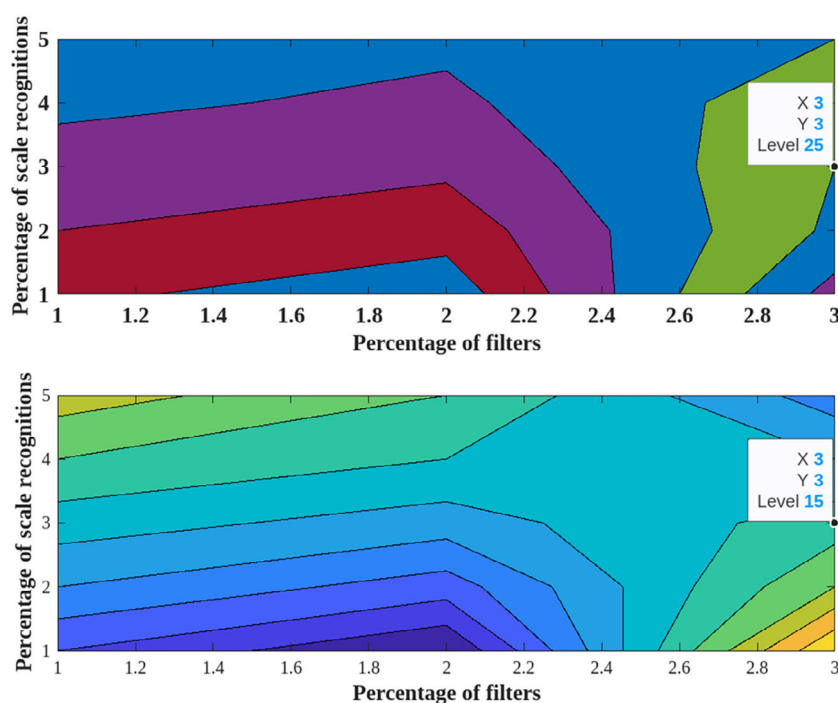 5
4
3
2
1
Percentage of scale recognitions
X 3
Y 3
Level 25
1 1.2 1.4 1.6 1.8 2 2.2 2.4 2.6 2.8 3
Percentage of filters
5
4
3
2
1
Percentage of scale recognitions
X 3
Y 3
Level 15
1 1.2 1.4 1.6 1.8 2 2.2 2.4 2.6 2.8 3
Percentage of filters